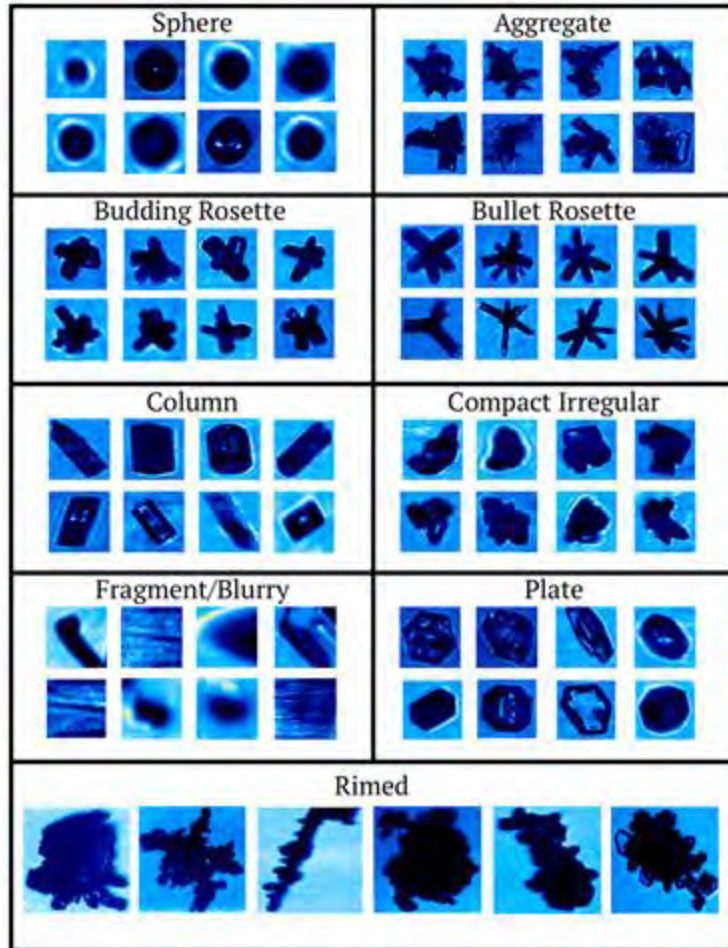 Sphere
Aggregate
Budding Rosette
Bullet Rosette
Column
Compact Irregular
Fragment/Blurry
Plate
Rimed